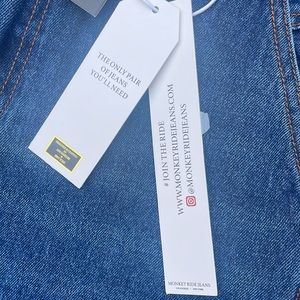 THE ONLY PAIR
OF JEANS
YOU'LL NEED
# JOIN THE RIDE
WWW.MONKEYRIDEJEANS.COM
@MONKEYRIDEJEANS
MONKEY RIDE JEANS